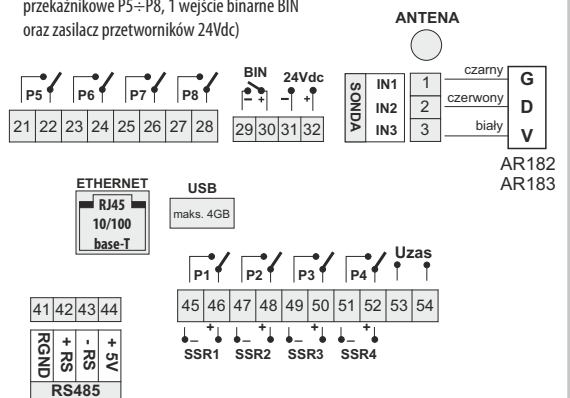 przekaźnikowe P5÷P8, 1 wejście binarne BIN
oraz zasilacz przetworników 24Vdc)
ANTENA
P5 P6 P7 P8
21 22 23 24 25 26 27 28
BIN 24Vdc
- + - +
29 30 31 32
SONDA
IN1 1 czarny G
IN2 2 czerwony D
IN3 3 biały V
AR182
AR183
ETHERNET
RJ45
10/100
base-T
USB
maks. 4GB
P1 P2 P3 P4 Uzas
45 46 47 48 49 50 51 52 53 54
- + - + - + - +
SSR1 SSR2 SSR3 SSR4
41 42 43 44
RGND + RS - RS + 5V
RS485